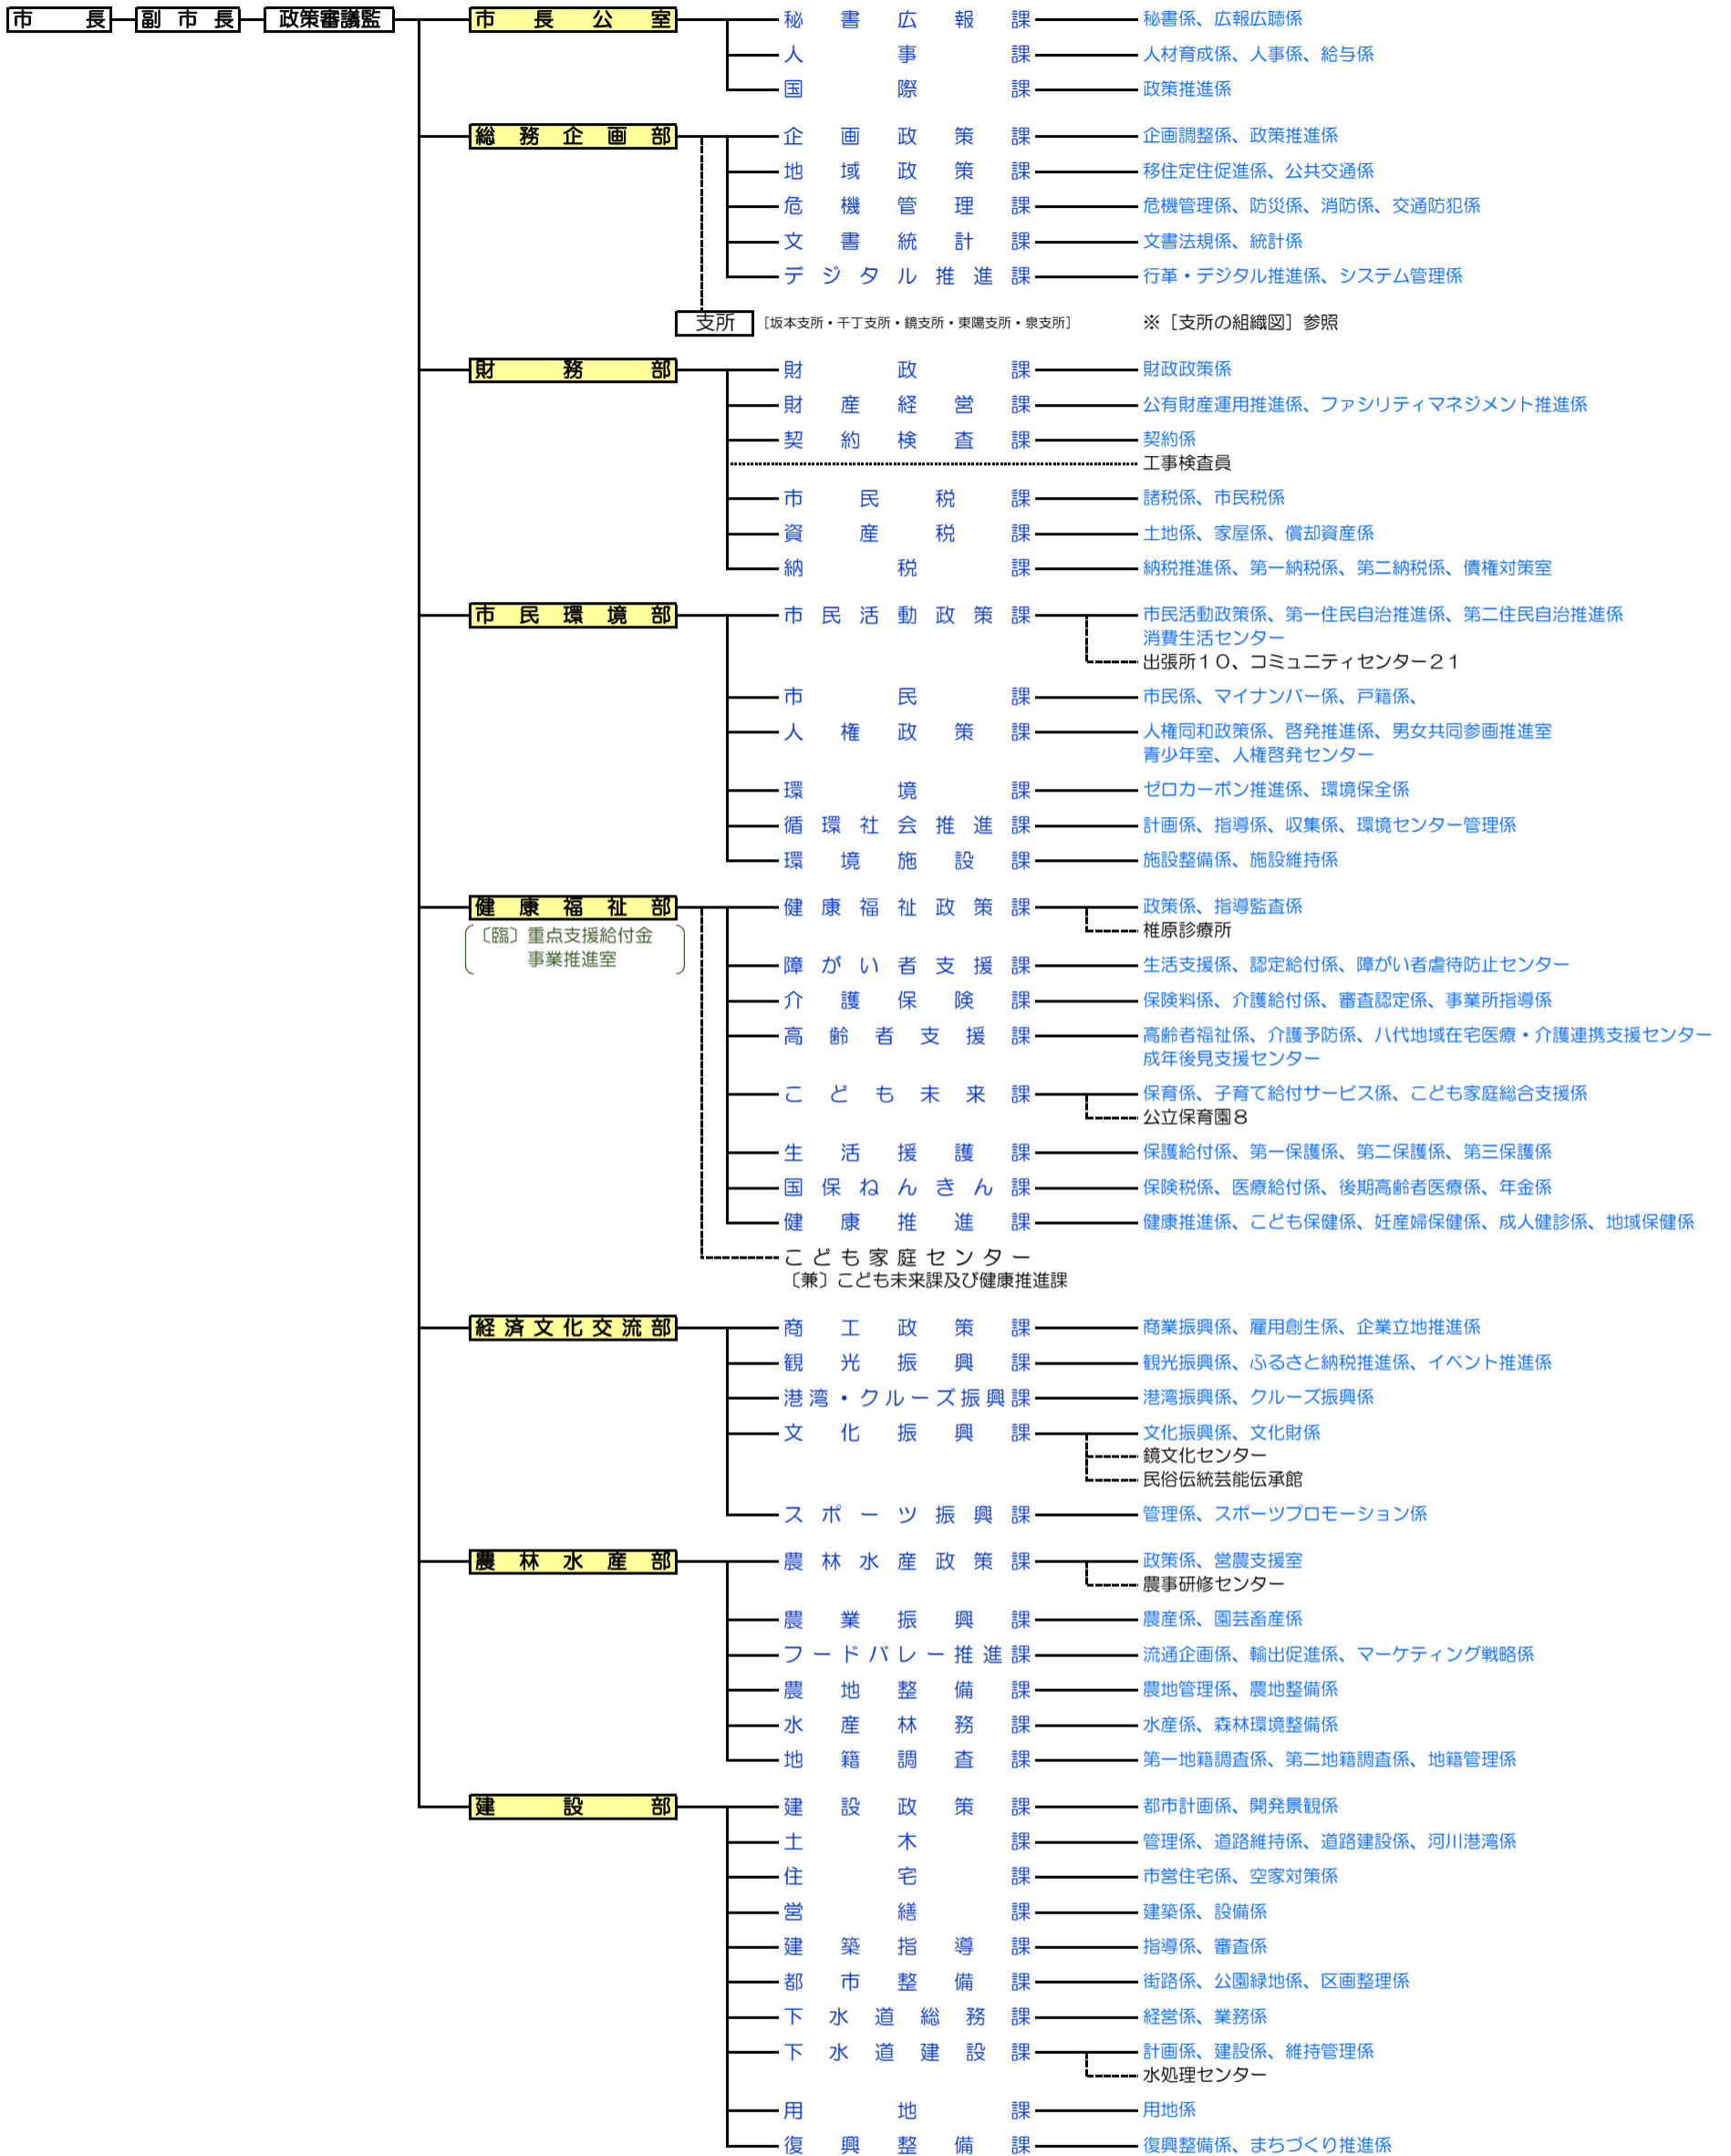 市長 副市長 政策審議監 市長公室 秘書広報課 秘書係、広報広聴係
人事課 人材育成係、人事係、給与係
国際課 政策推進係
総務企画部 企画政策課 企画調整係、政策推進係
地域政策課 移住定住促進係、公共交通係
危機管理課 危機管理係、防災係、消防係、交通防犯係
文書統計課 文書法規係、統計係
デジタル推進課 行革・デジタル推進係、システム管理係
支所 〔坂本支所・千丁支所・鏡支所・東陽支所・泉支所〕 ※［支所の組織図］参照
財務部 財政課 財政政策係
財産経営課 公有財産運用推進係、ファシリティマネジメント推進係
契約検査課 契約係
工事検査員
市民税課 諸税係、市民税係
資産税課 土地係、家屋係、償却資産係
納税課 納税推進係、第一納税係、第二納税係、債権対策室
市民環境部 市民活動政策課 市民活動政策係、第一住民自治推進係、第二住民自治推進係
消費生活センター
出張所１０、コミュニティセンター２１
市民課 市民係、マイナンバー係、戸籍係、
人権政策課 人権同和政策係、啓発推進係、男女共同参画推進室
青少年室、人権啓発センター
環境課 ゼロカーボン推進係、環境保全係
循環社会推進課 計画係、指導係、収集係、環境センター管理係
環境施設課 施設整備係、施設維持係
健康福祉部 健康福祉政策課 政策係、指導監査係
椎原診療所
〔臨〕重点支援給付金
事業推進室
障がい者支援課 生活支援係、認定給付係、障がい者虐待防止センター
介護保険課 保険料係、介護給付係、審査認定係、事業所指導係
高齢者支援課 高齢者福祉係、介護予防係、八代地域在宅医療・介護連携支援センター
成年後見支援センター
こども未来課 保育係、子育て給付サービス係、こども家庭総合支援係
公立保育園８
生活援護課 保護給付係、第一保護係、第二保護係、第三保護係
国保ねんきん課 保険税係、医療給付係、後期高齢者医療係、年金係
健康推進課 健康推進係、こども保健係、妊産婦保健係、成人健診係、地域保健係
こども家庭センター
〔兼〕こども未来課及び健康推進課
経済文化交流部 商工政策課 商業振興係、雇用創生係、企業立地推進係
観光振興課 観光振興係、ふるさと納税推進係、イベント推進係
港湾・クルーズ振興課 港湾振興係、クルーズ振興係
文化振興課 文化振興係、文化財係
鏡文化センター
民俗伝統芸能伝承館
スポーツ振興課 管理係、スポーツプロモーション係
農林水産部 農林水産政策課 政策係、営農支援室
農事研修センター
農業振興課 農産係、園芸畜産係
フードバレー推進課 流通企画係、輸出促進係、マーケティング戦略係
農地整備課 農地管理係、農地整備係
水産林務課 水産係、森林環境整備係
地籍調査課 第一地籍調査係、第二地籍調査係、地籍管理係
建設部 建設政策課 都市計画係、開発景観係
土木課 管理係、道路維持係、道路建設係、河川港湾係
住宅課 市営住宅係、空家対策係
営繕課 建築係、設備係
建築指導課 指導係、審査係
都市整備課 街路係、公園緑地係、区画整理係
下水道総務課 経営係、業務係
下水道建設課 計画係、建設係、維持管理係
水処理センター
用地課 用地係
復興整備課 復興整備係、まちづくり推進係